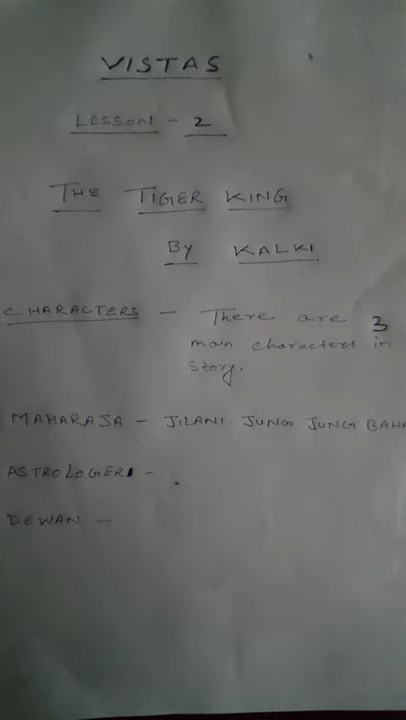 VISTAS
LESSON - 2
THE TIGER KING
By KALKI
CHARACTERS - There are 3
main characters in
story.
MAHARAJA - JILANI JUNG JUNG BAHA
ASTROLOGER -
DEWAN -